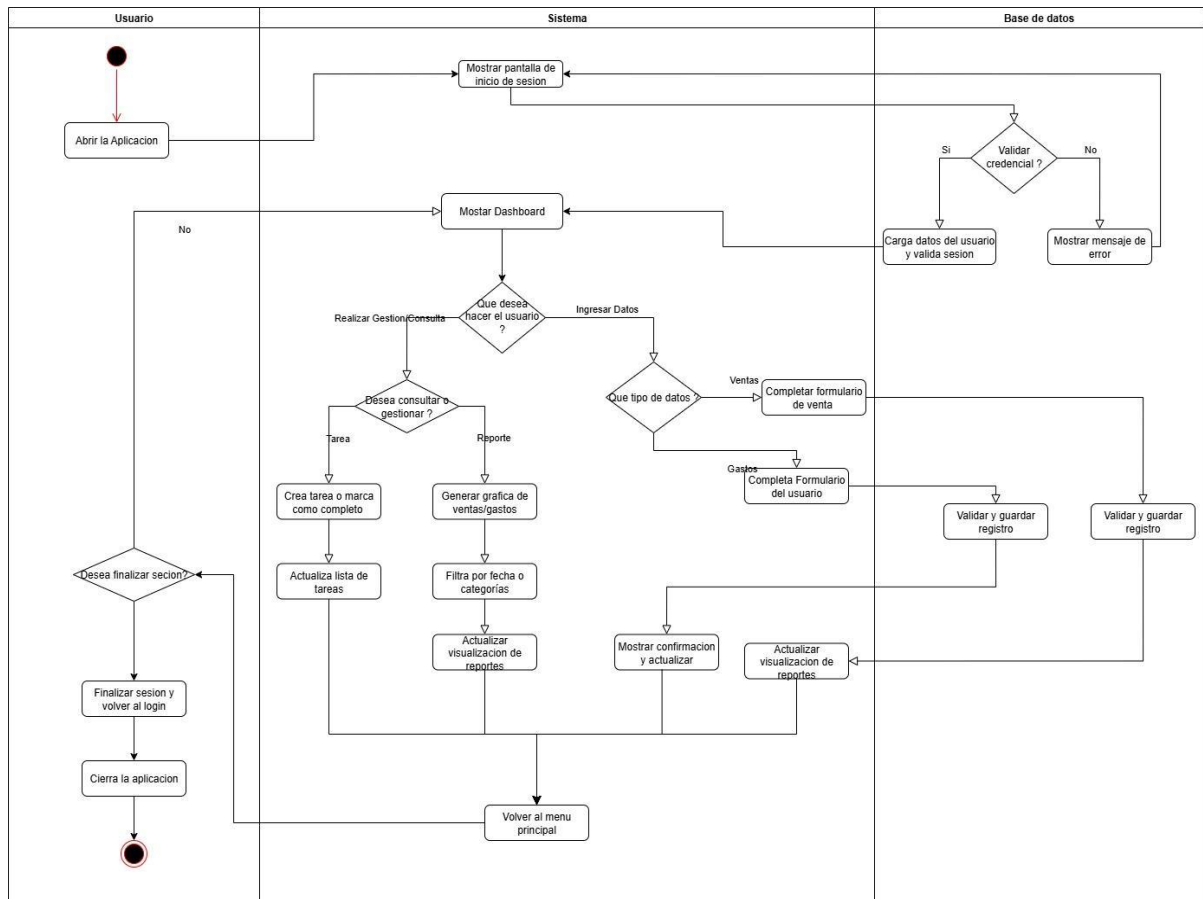 Usuario
Sistema
Base de datos
Mostrar pantalla de
inicio de sesion
Abrir la Aplicacion
Validar
credencial ?
Si
No
Mostar Dashboard
No
Carga datos del usuario
y valida sesion
Mostrar mensaje de
error
Que desea
hacer el usuario
?
Realizar Gestion/Consulta
Ingresar Datos
Desea consultar o
gestionar ?
Que tipo de datos ?
Ventas
Completar formulario
de venta
Tarea
Reporte
Gastos
Completa Formulario
del usuario
Crea tarea o marca
como completo
Generar grafica de
ventas/gastos
Validar y guardar
registro
Validar y guardar
registro
Desea finalizar secion?
Actualiza lista de
tareas
Filtra por fecha o
categorías
Actualizar
visualizacion de
reportes
Mostrar confirmacion
y actualizar
Actualizar
visualizacion de
reportes
Finalizar sesion y
volver al login
Cierra la aplicacion
Volver al menu
principal